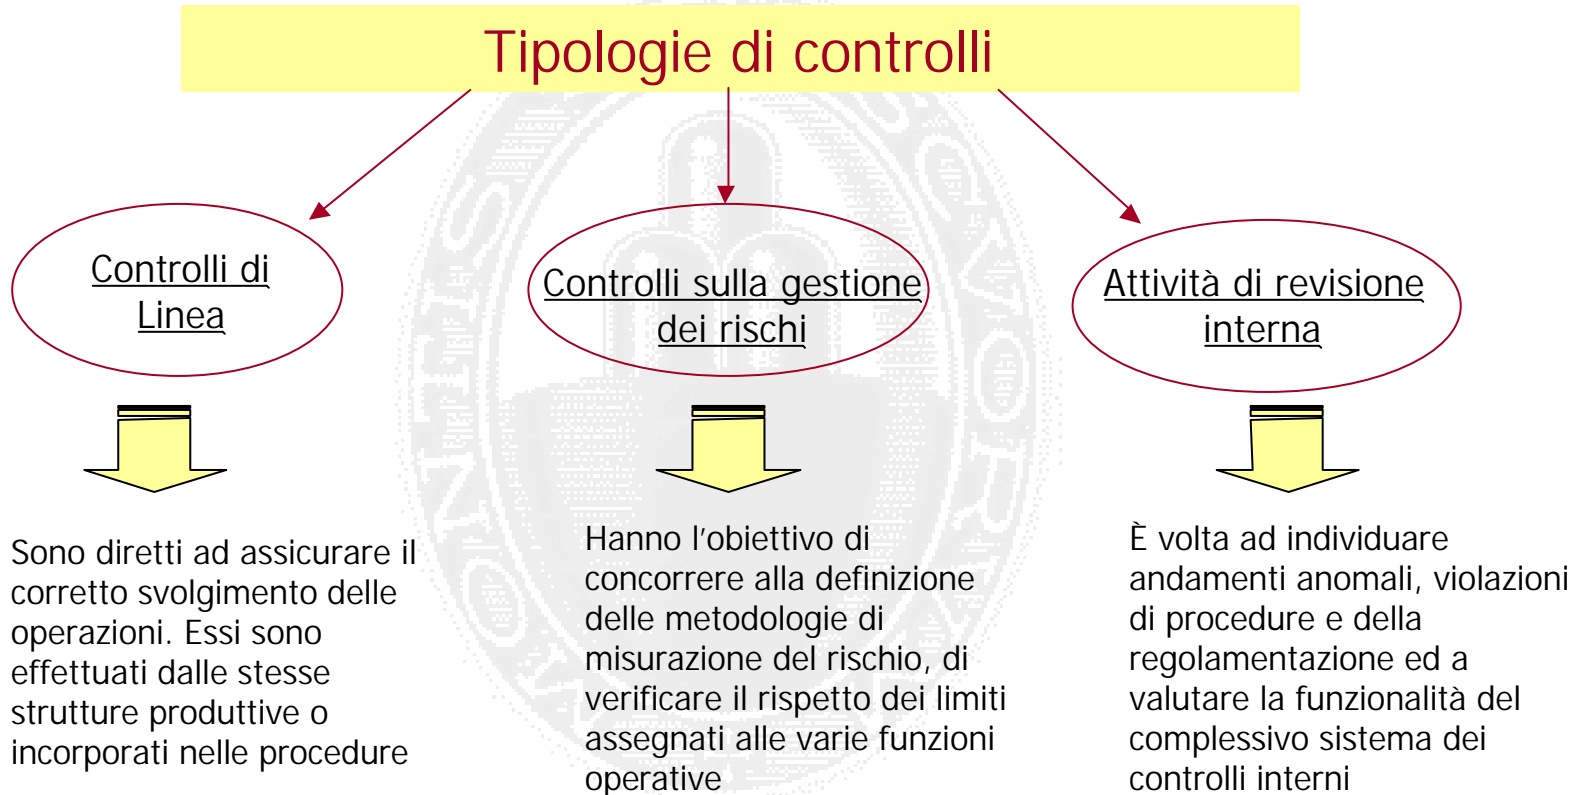 Tipologie di controlli
Controlli di
Linea
Controlli sulla gestione
dei rischi
Attività di revisione
interna
Sono diretti ad assicurare il
corretto svolgimento delle
operazioni. Essi sono
effettuati dalle stesse
strutture produttive o
incorporati nelle procedure
Hanno l'obiettivo di
concorrere alla definizione
delle metodologie di
misurazione del rischio, di
verificare il rispetto dei limiti
assegnati alle varie funzioni
operative
È volta ad individuare
andamenti anomali, violazioni
di procedure e della
regolamentazione ed a
valutare la funzionalità del
complessivo sistema dei
controlli interni